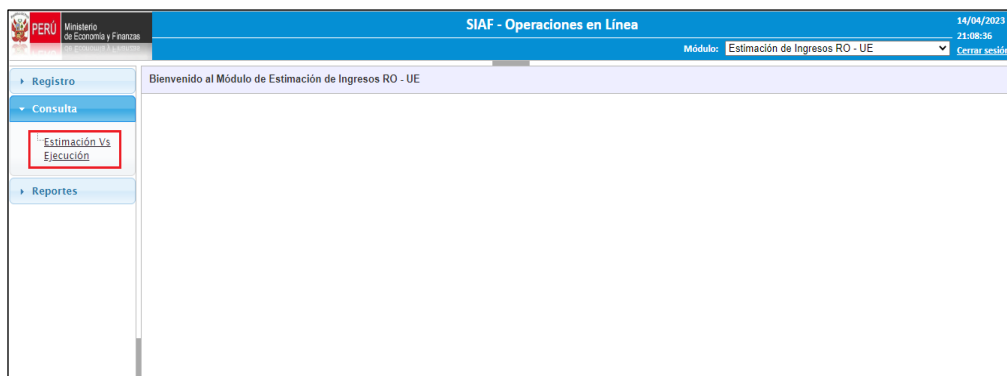 PERÚ
Ministerio
de Economía y Finanzas
SIAF - Operaciones en Línea
14/04/2023
21:08:36
Módulo: Estimación de Ingresos RO - UE
Cerrar sesión
Registro
Bienvenido al Módulo de Estimación de Ingresos RO - UE
Consulta
Estimación Vs
Ejecución
Reportes